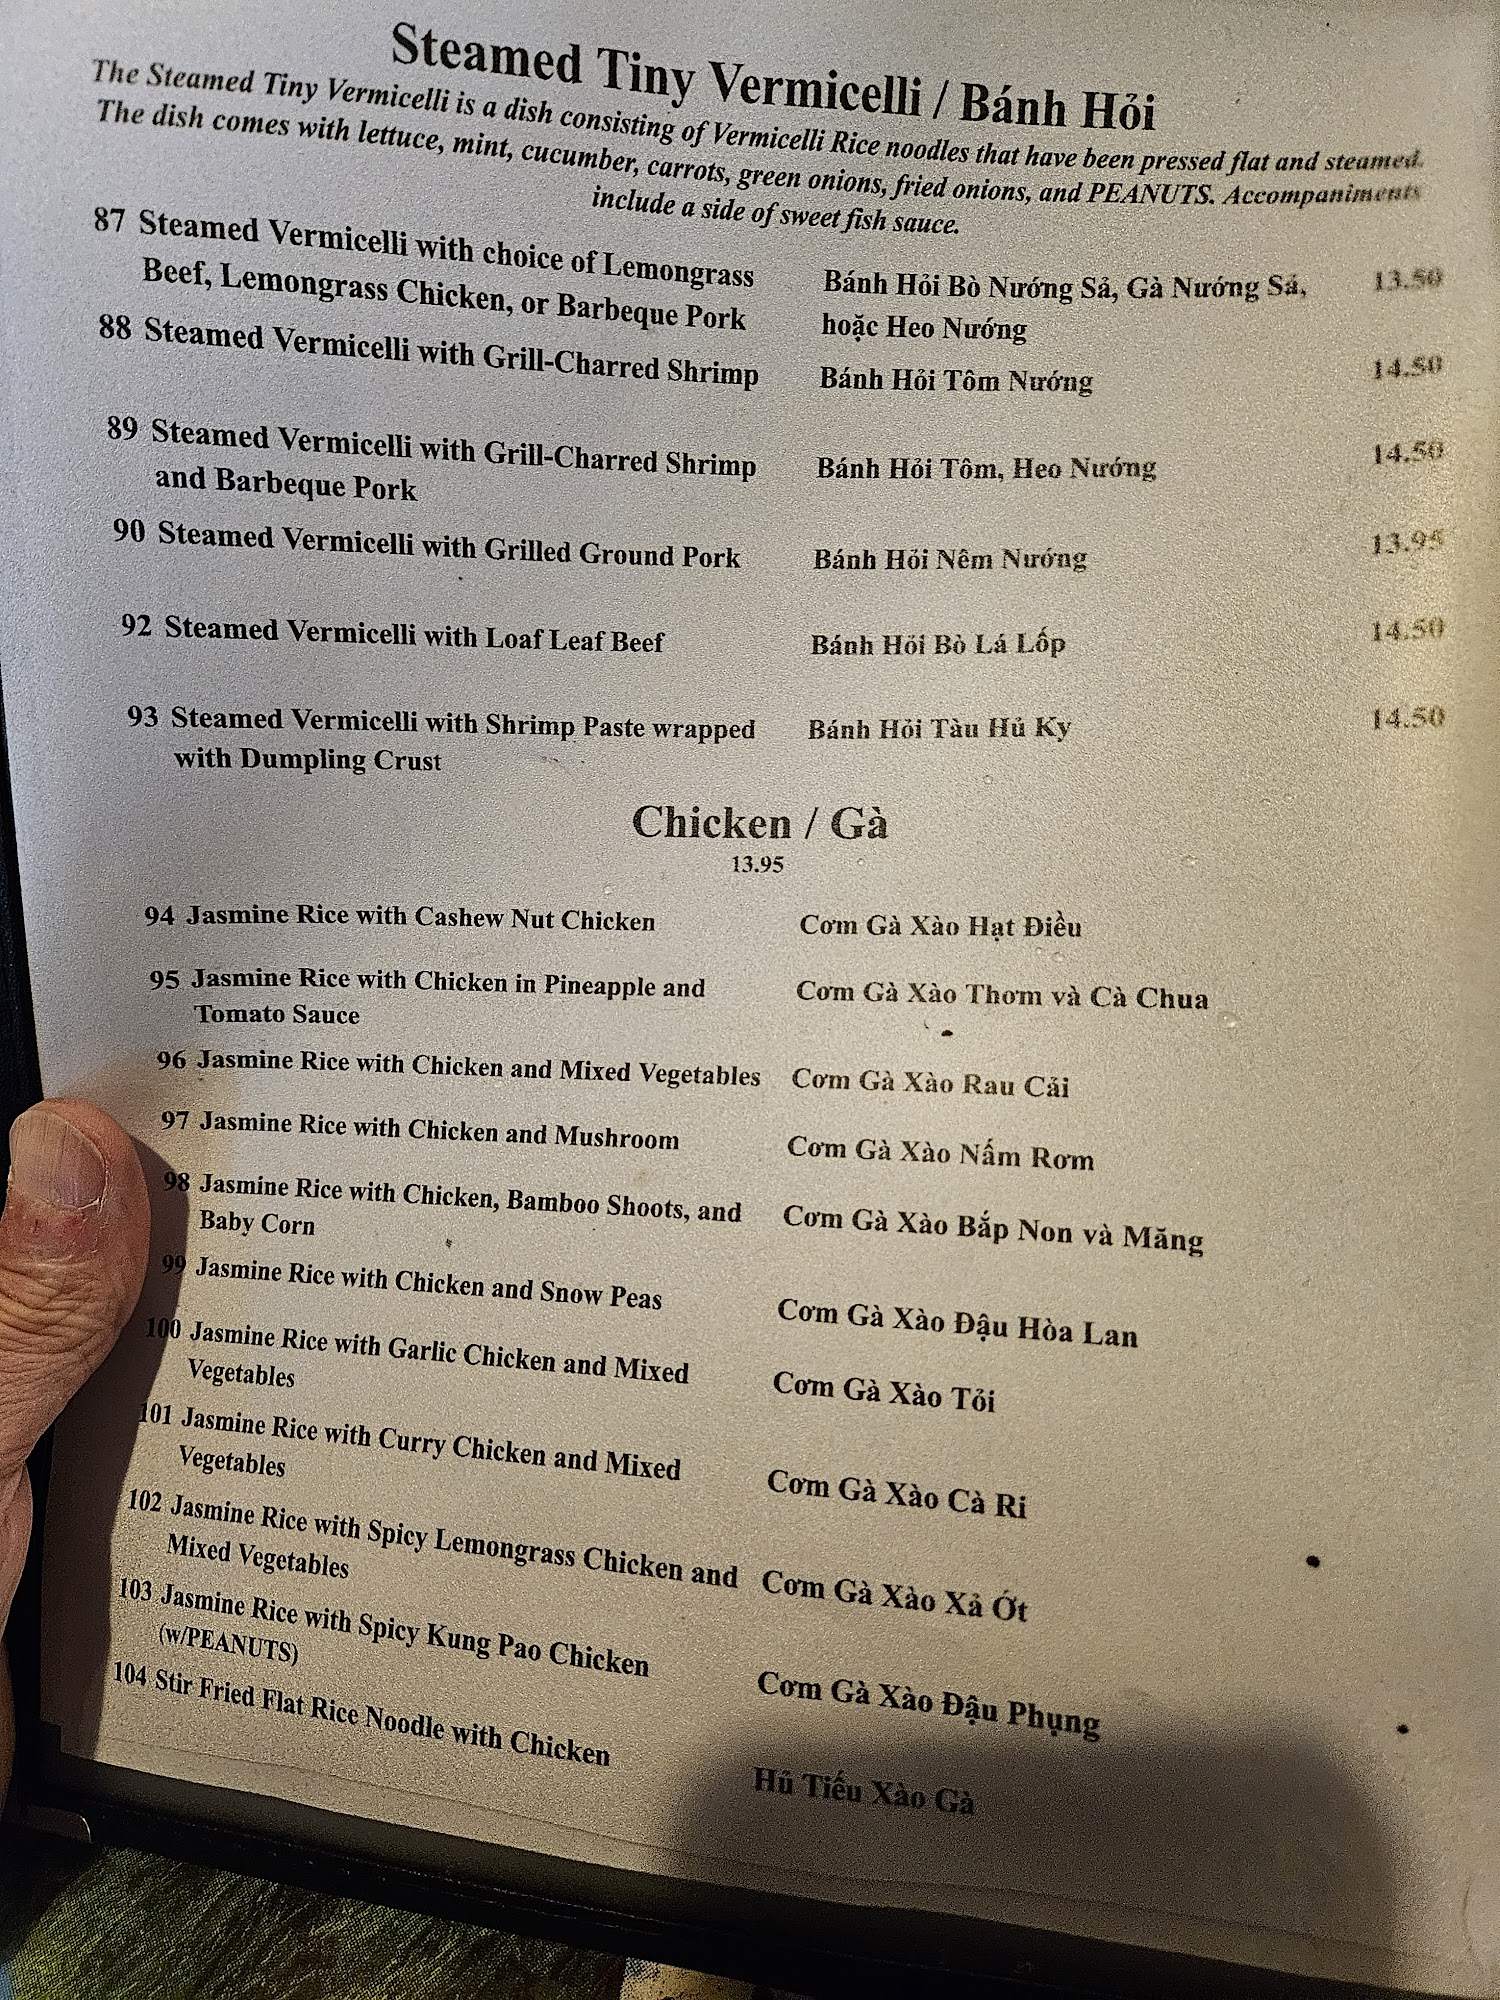 Steamed Tiny Vermicelli / Bánh Hỏi
The Steamed Tiny Vermicelli is a dish consisting of Vermicelli Rice noodles that have been pressed flat and steamed.
The dish comes with lettuce, mint, cucumber, carrots, green onions, fried onions, and PEANUTS. Accompaniments
include a side of sweet fish sauce.
87 Steamed Vermicelli with choice of Lemongrass
Beef, Lemongrass Chicken, or Barbeque Pork
Bánh Hỏi Bò Nướng Sả, Gà Nướng Sả, 13.50
hoặc Heo Nướng
88 Steamed Vermicelli with Grill-Charred Shrimp Bánh Hỏi Tôm Nướng 14.50
89 Steamed Vermicelli with Grill-Charred Shrimp Bánh Hỏi Tôm, Heo Nướng 14.50
and Barbeque Pork
90 Steamed Vermicelli with Grilled Ground Pork Bánh Hỏi Nêm Nướng 13.95
92 Steamed Vermicelli with Loaf Leaf Beef Bánh Hỏi Bò Lá Lốp 14.50
93 Steamed Vermicelli with Shrimp Paste wrapped Bánh Hỏi Tàu Hủ Ky 14.50
with Dumpling Crust
Chicken / Gà
13.95
94 Jasmine Rice with Cashew Nut Chicken Cơm Gà Xào Hạt Điều
95 Jasmine Rice with Chicken in Pineapple and Cơm Gà Xào Thơm và Cà Chua
Tomato Sauce
96 Jasmine Rice with Chicken and Mixed Vegetables Cơm Gà Xào Rau Cải
97 Jasmine Rice with Chicken and Mushroom Cơm Gà Xào Nấm Rơm
98 Jasmine Rice with Chicken, Bamboo Shoots, and Cơm Gà Xào Bắp Non và Măng
Baby Corn
99 Jasmine Rice with Chicken and Snow Peas Cơm Gà Xào Đậu Hòa Lan
100 Jasmine Rice with Garlic Chicken and Mixed Cơm Gà Xào Tỏi
Vegetables
101 Jasmine Rice with Curry Chicken and Mixed Cơm Gà Xào Cà Ri
Vegetables
102 Jasmine Rice with Spicy Lemongrass Chicken and Cơm Gà Xào Xả Ớt
Mixed Vegetables
103 Jasmine Rice with Spicy Kung Pao Chicken Cơm Gà Xào Đậu Phụng
(w/PEANUTS)
104 Stir Fried Flat Rice Noodle with Chicken Hủ Tiếu Xào Gà